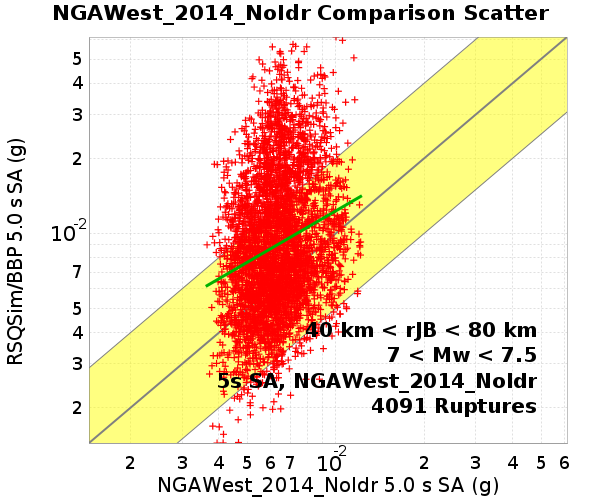 NGAWest_2014_NoIdr Comparison Scatter
RSQSim/BBP 5.0 s SA (g)
5
4
3
2
10-2
7
5
4
3
2
40 km < rJB < 80 km
7 < Mw < 7.5
5s SA, NGAWest_2014_NoIdr
4091 Ruptures
2 3 4 5 6 7 10-2 2 3 4 5 6
NGAWest_2014_NoIdr 5.0 s SA (g)